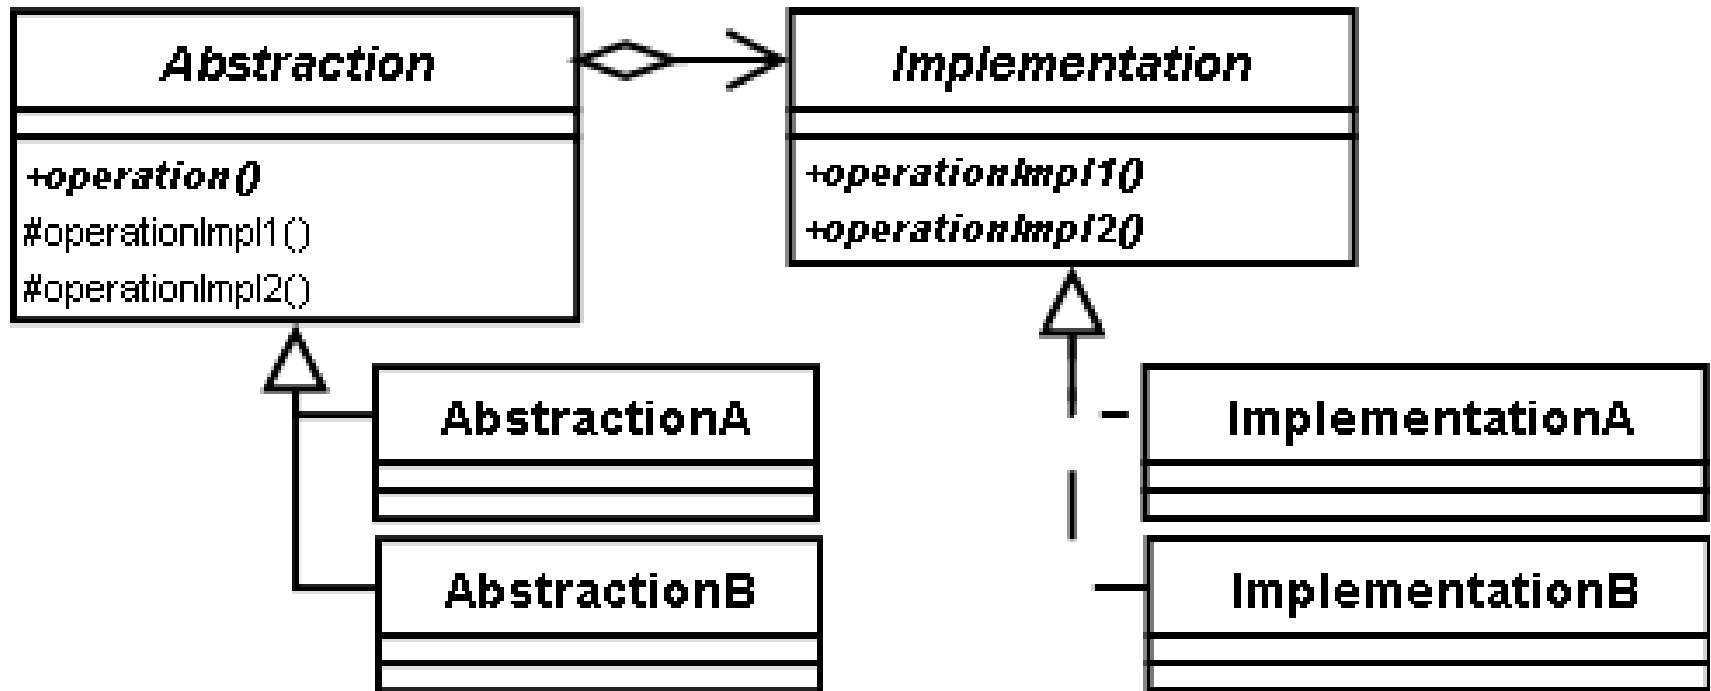 Abstraction
+operation()
#operationImpl1()
#operationImpl2()
Implementation
+operationImpl1()
+operationImpl2()
AbstractionA
AbstractionB
ImplementationA
ImplementationB